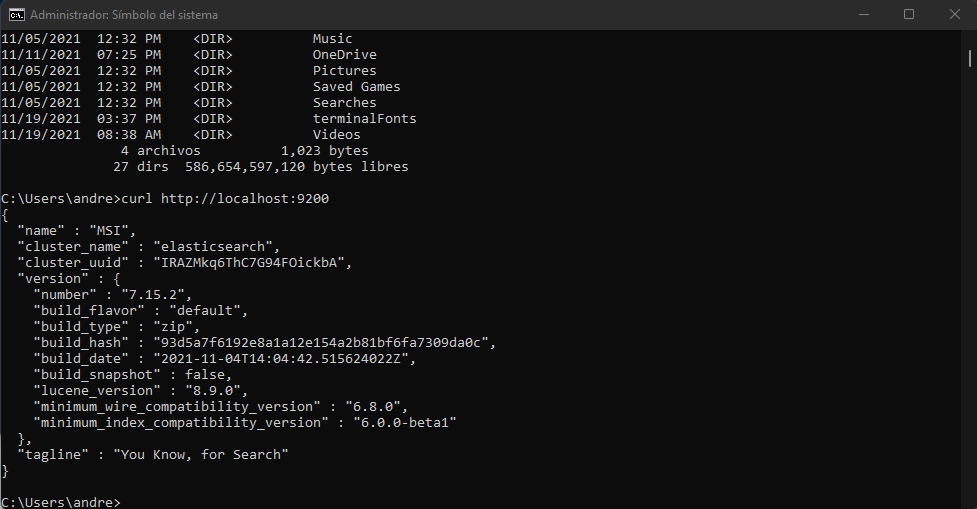 Administrador: Símbolo del sistema
11/05/2021  12:32 PM    <DIR>          Music
11/11/2021  07:25 PM    <DIR>          OneDrive
11/05/2021  12:32 PM    <DIR>          Pictures
11/05/2021  12:32 PM    <DIR>          Saved Games
11/05/2021  12:32 PM    <DIR>          Searches
11/19/2021  03:37 PM    <DIR>          terminalFonts
11/19/2021  08:38 AM    <DIR>          Videos
               4 archivos          1,023 bytes
              27 dirs  586,654,597,120 bytes libres
C:\Users\andre>curl http://localhost:9200
{
  "name" : "MSI",
  "cluster_name" : "elasticsearch",
  "cluster_uuid" : "IRAZMkq6ThC7G94FOickbA",
  "version" : {
    "number" : "7.15.2",
    "build_flavor" : "default",
    "build_type" : "zip",
    "build_hash" : "93d5a7f6192e8a1a12e154a2b81bf6fa7309da0c",
    "build_date" : "2021-11-04T14:04:42.515624022Z",
    "build_snapshot" : false,
    "lucene_version" : "8.9.0",
    "minimum_wire_compatibility_version" : "6.8.0",
    "minimum_index_compatibility_version" : "6.0.0-beta1"
  },
  "tagline" : "You Know, for Search"
}
C:\Users\andre>